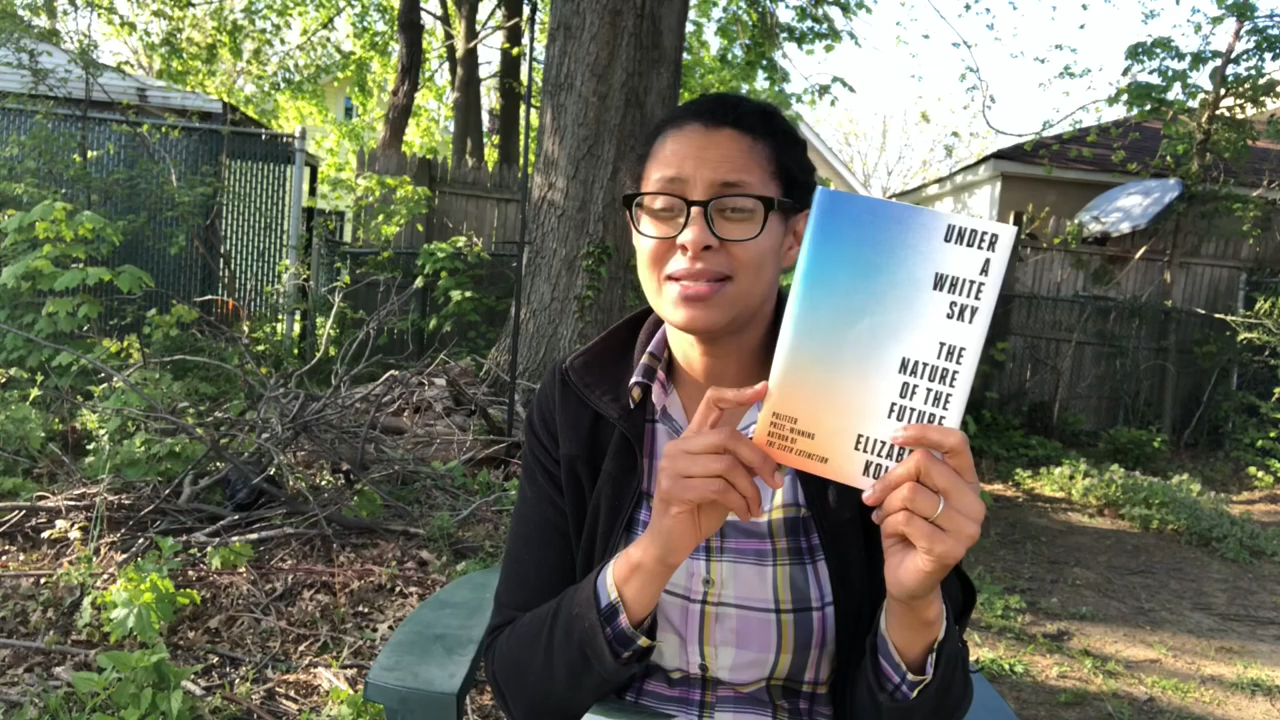 UNDER
A
WHITE
SKY
THE
NATURE
OF THE
FUTURE
PULITZER
PRIZE-WINNING
AUTHOR OF
THE SIXTH EXTINCTION